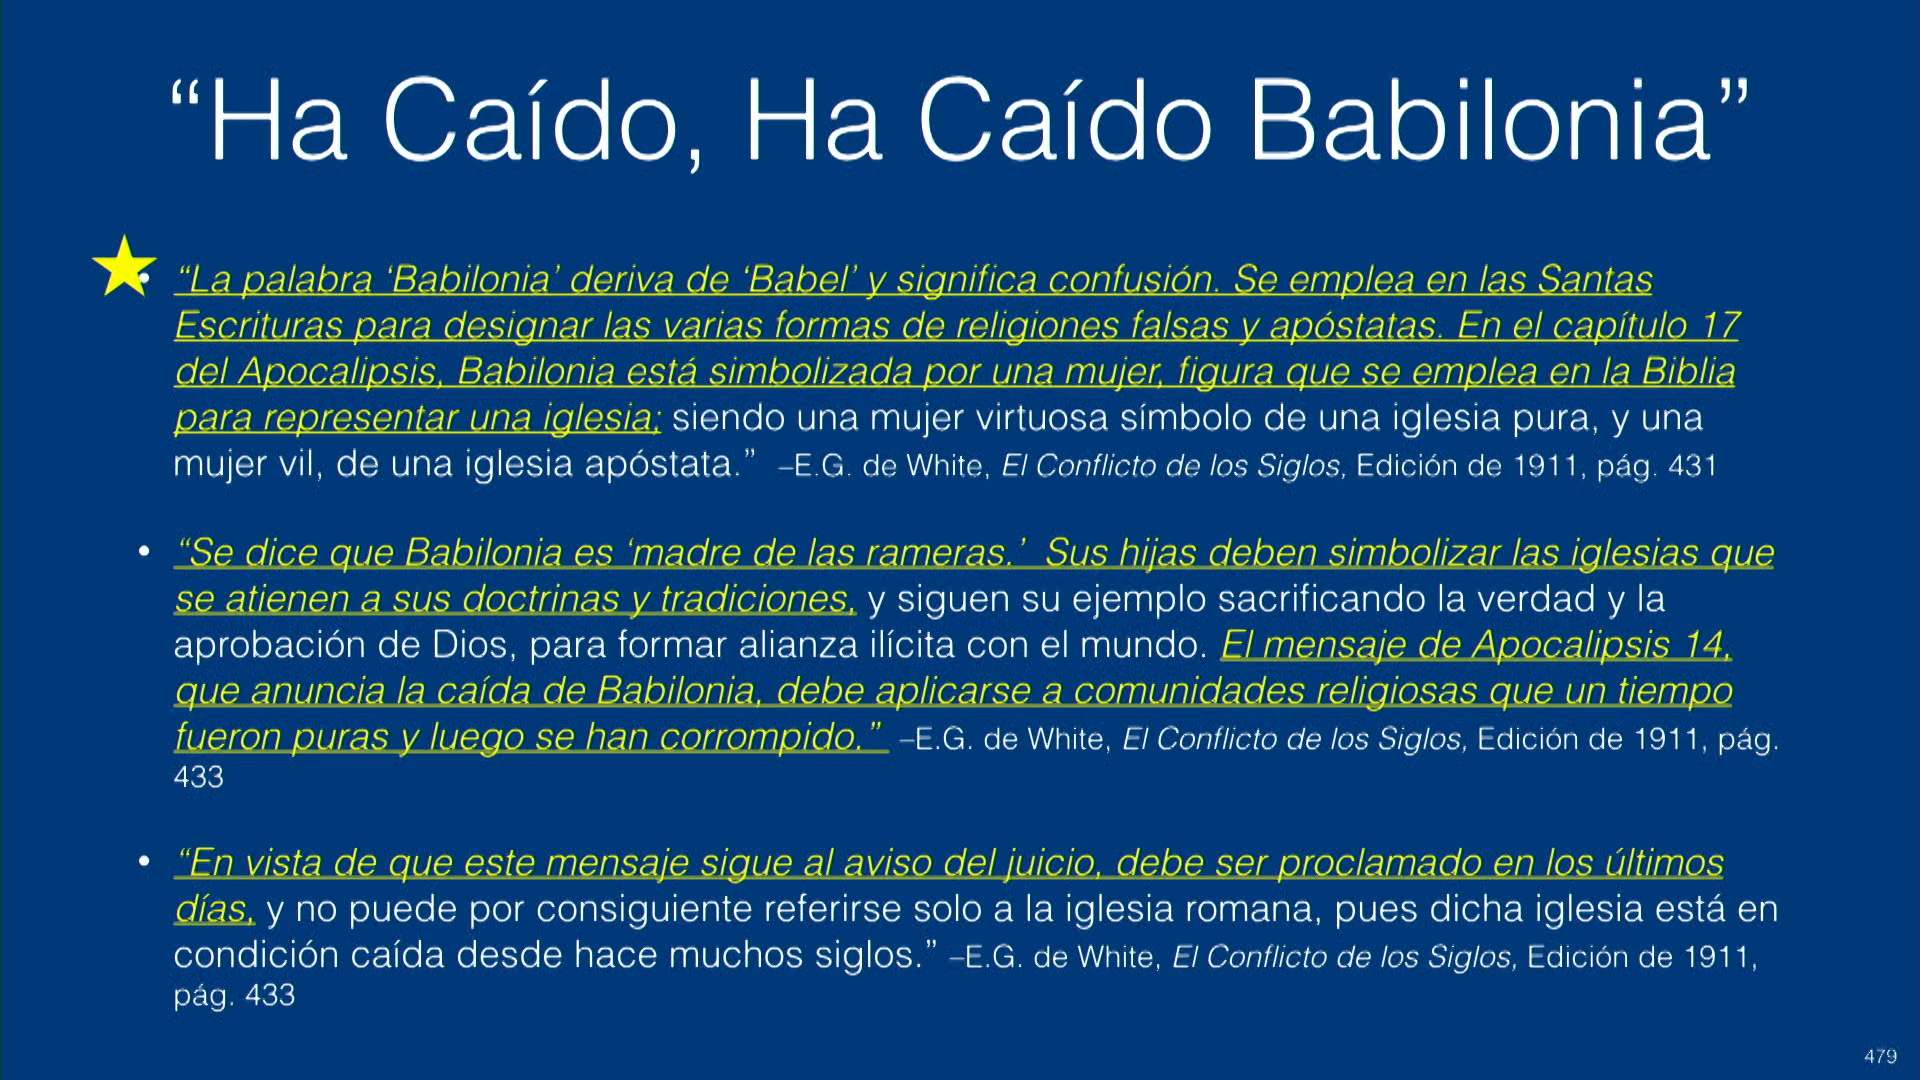 “Ha Caído, Ha Caído Babilonia”
• “La palabra ‘Babilonia’ deriva de ‘Babel’ y significa confusión. Se emplea en las Santas
Escrituras para designar las varias formas de religiones falsas y apóstatas. En el capítulo 17
del Apocalipsis, Babilonia está simbolizada por una mujer, figura que se emplea en la Biblia
para representar una iglesia; siendo una mujer virtuosa símbolo de una iglesia pura, y una
mujer vil, de una iglesia apóstata.” –E.G. de White, El Conflicto de los Siglos, Edición de 1911, pág. 431
• “Se dice que Babilonia es ‘madre de las rameras.’ Sus hijas deben simbolizar las iglesias que
se atienen a sus doctrinas y tradiciones, y siguen su ejemplo sacrificando la verdad y la
aprobación de Dios, para formar alianza ilícita con el mundo. El mensaje de Apocalipsis 14,
que anuncia la caída de Babilonia, debe aplicarse a comunidades religiosas que un tiempo
fueron puras y luego se han corrompido.” –E.G. de White, El Conflicto de los Siglos, Edición de 1911, pág.
433
• “En vista de que este mensaje sigue al aviso del juicio, debe ser proclamado en los últimos
días, y no puede por consiguiente referirse solo a la iglesia romana, pues dicha iglesia está en
condición caída desde hace muchos siglos.” –E.G. de White, El Conflicto de los Siglos, Edición de 1911,
pág. 433
479